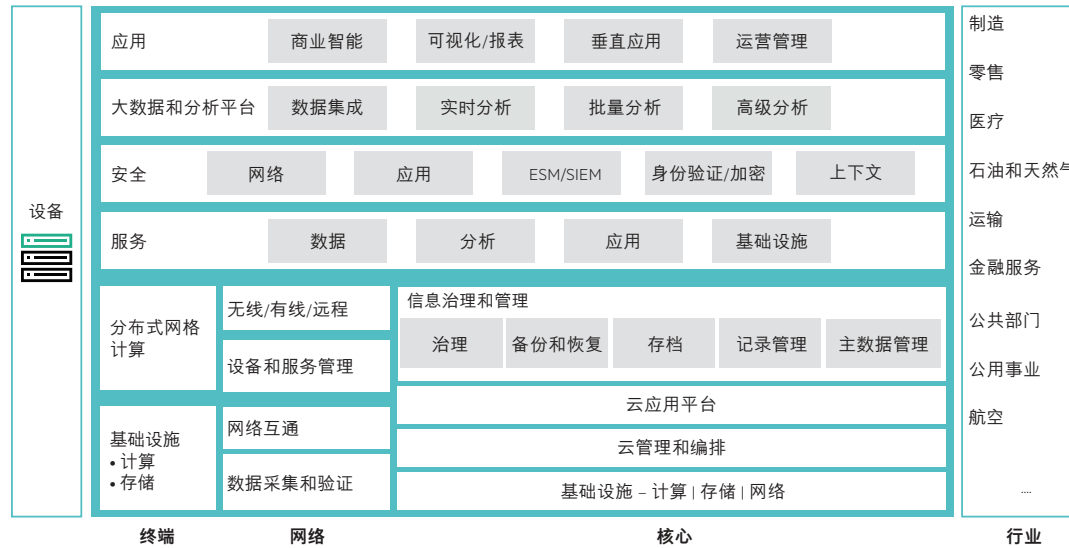 设备
应用
商业智能
可视化/报表
垂直应用
运营管理
大数据和分析平台
数据集成
实时分析
批量分析
高级分析
安全
网络
应用
ESM/SIEM
身份验证/加密
上下文
服务
数据
分析
应用
基础设施
分布式网格
计算
无线/有线/远程
设备和服务管理
信息治理和管理
治理
备份和恢复
存档
记录管理
主数据管理
基础设施
• 计算
• 存储
网络互通
数据采集和验证
云应用平台
云管理和编排
基础设施 – 计算 | 存储 | 网络
制造
零售
医疗
石油和天然气
运输
金融服务
公共部门
公用事业
航空
....
终端
网络
核心
行业